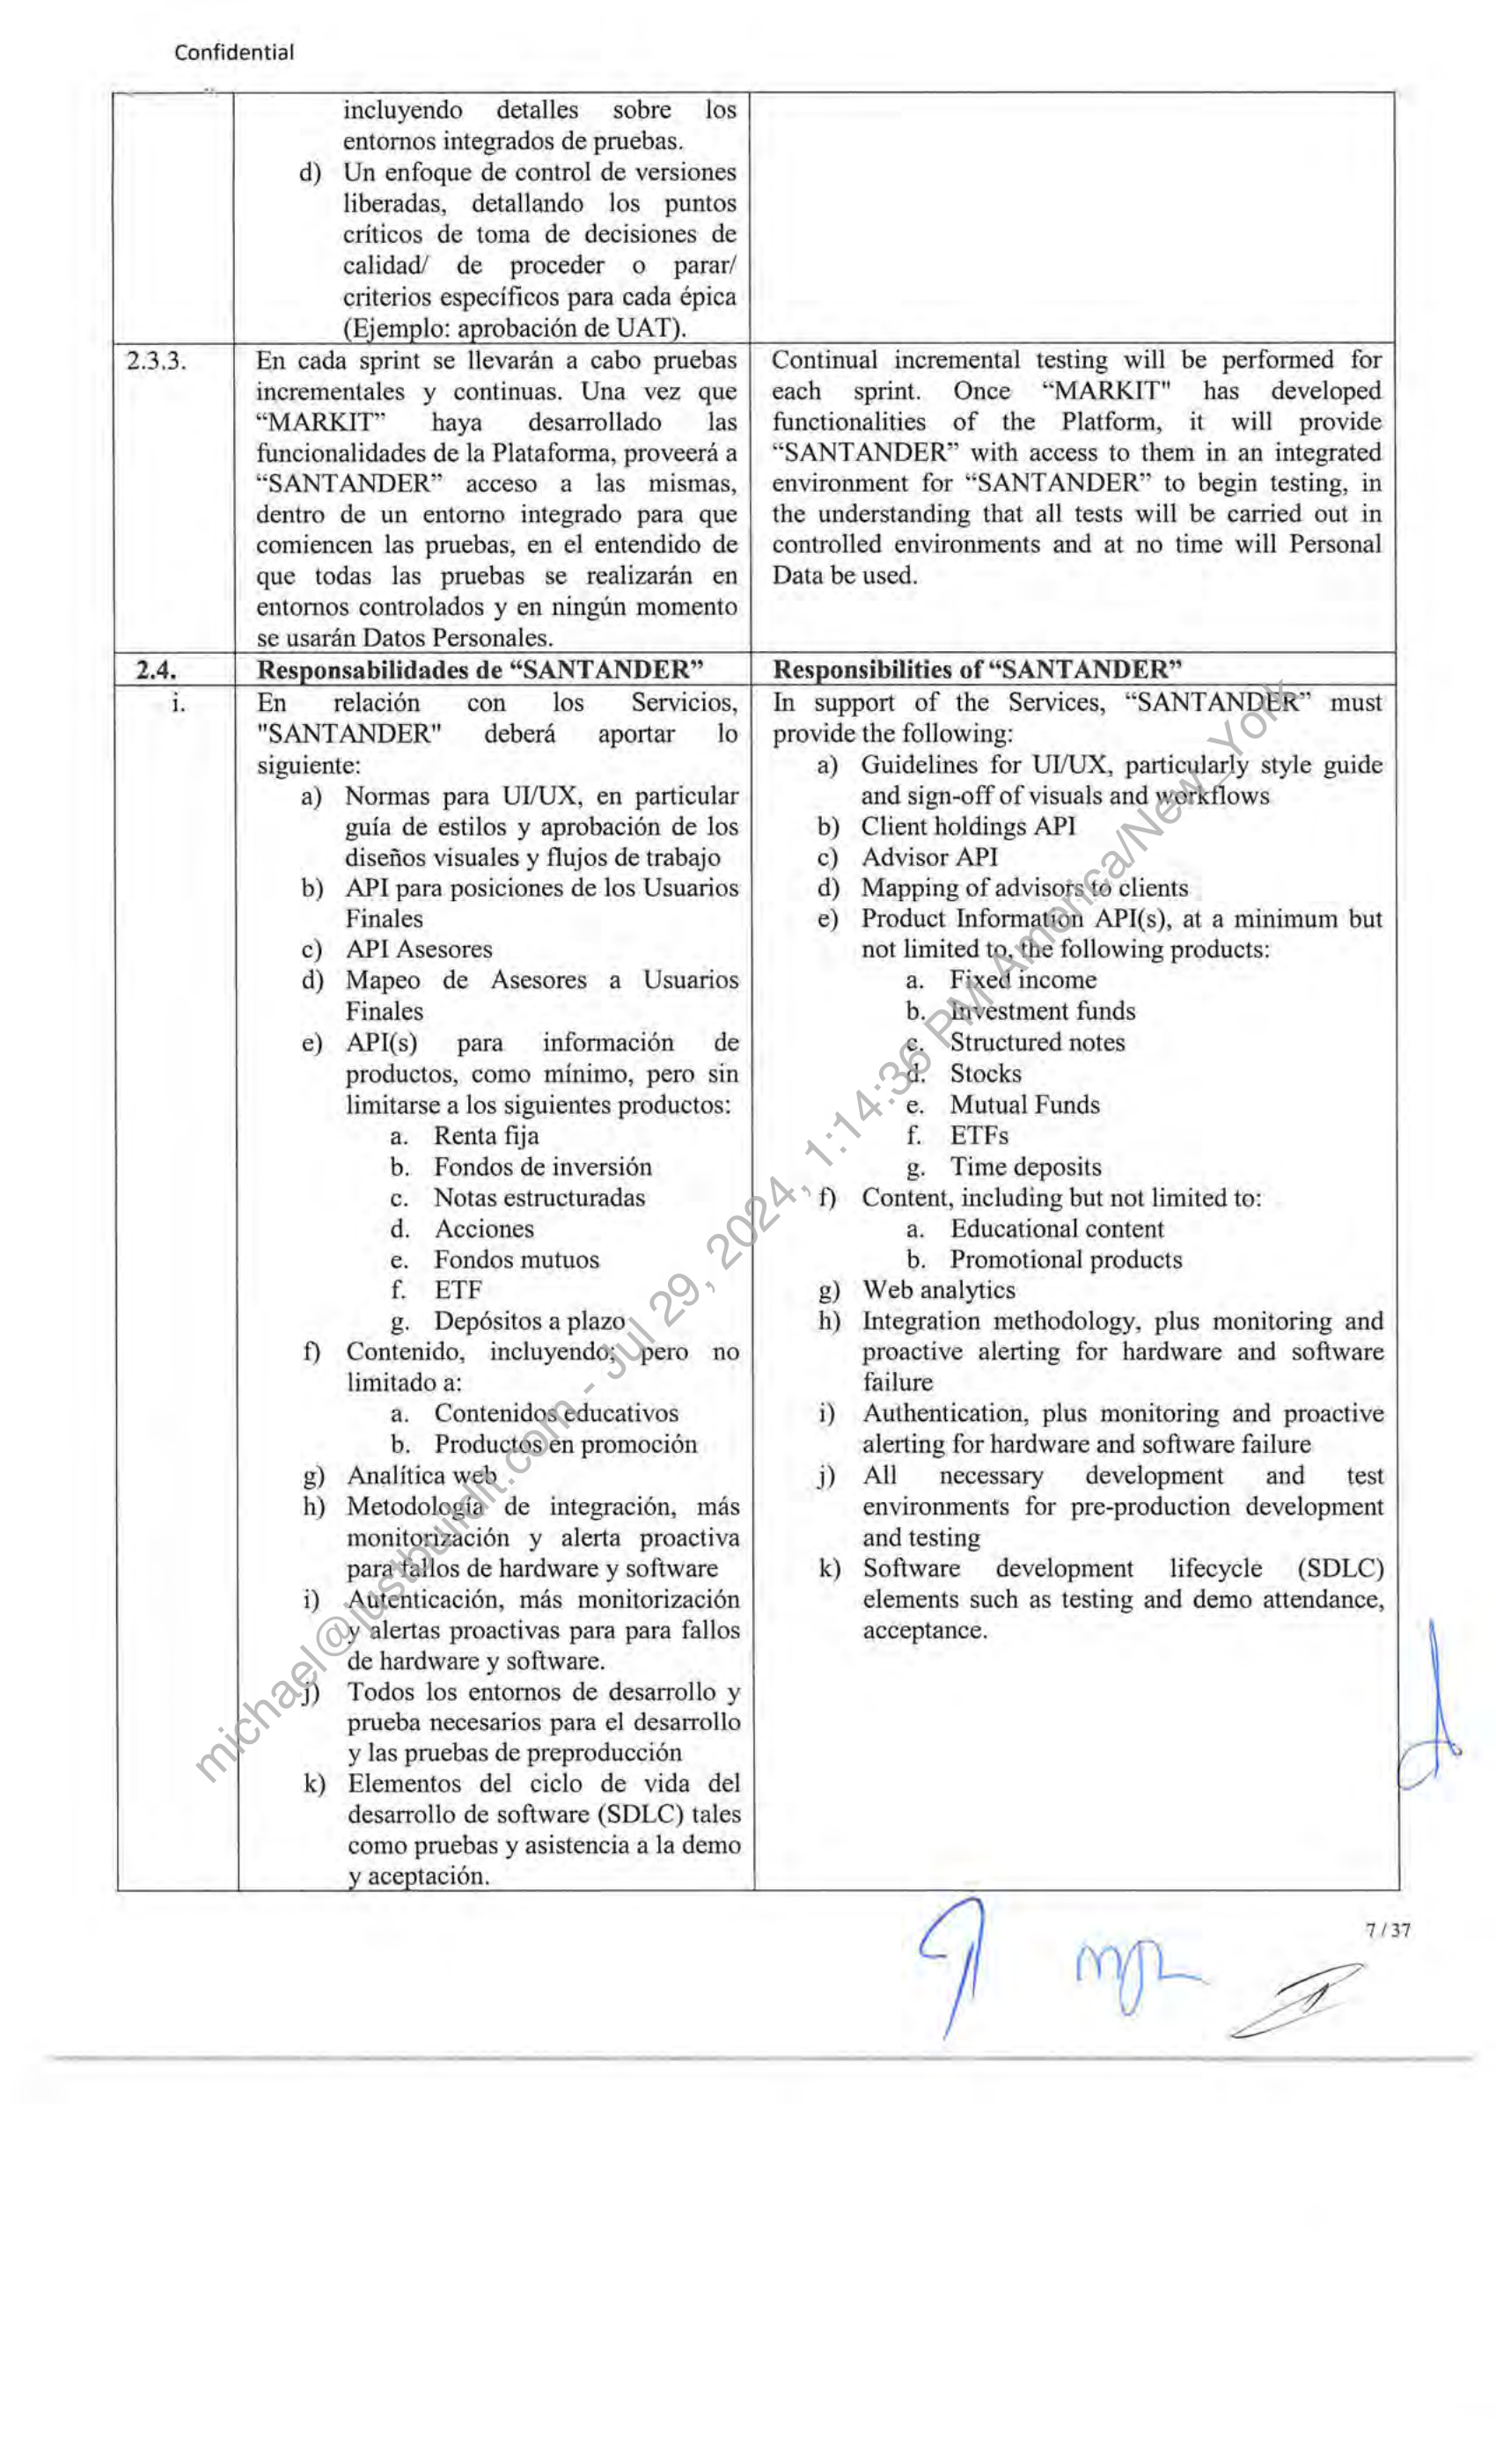 Confidential
incluyendo detalles sobre los
entornos integrados de pruebas.
d) Un enfoque de control de versiones
liberadas, detallando los puntos
críticos de toma de decisiones de
calidad/ de proceder o parar/
criterios específicos para cada épica
(Ejemplo: aprobación de UAT).
2.3.3.
En cada sprint se llevarán a cabo pruebas
incrementales y continuas. Una vez que
“MARKIT” haya desarrollado las
funcionalidades de la Plataforma, proveerá a
“SANTANDER” acceso a las mismas,
dentro de un entorno integrado para que
comiencen las pruebas, en el entendido de
que todas las pruebas se realizarán en
entornos controlados y en ningún momento
se usarán Datos Personales.
Continual incremental testing will be performed for
each sprint. Once “MARKIT" has developed
functionalities of the Platform, it will provide
“SANTANDER” with access to them in an integrated
environment for “SANTANDER” to begin testing, in
the understanding that all tests will be carried out in
controlled environments and at no time will Personal
Data be used.
2.4.
Responsabilidades de “SANTANDER”
Responsibilities of “SANTANDER”
i.
En relación con los Servicios,
"SANTANDER" deberá aportar lo
siguiente:
a) Normas para UI/UX, en particular
guía de estilos y aprobación de los
diseños visuales y flujos de trabajo
b) API para posiciones de los Usuarios
Finales
c) API Asesores
d) Mapeo de Asesores a Usuarios
Finales
e) API(s) para información de
productos, como mínimo, pero sin
limitarse a los siguientes productos:
a. Renta fija
b. Fondos de inversión
c. Notas estructuradas
d. Acciones
e. Fondos mutuos
f. ETF
g. Depósitos a plazo
f) Contenido, incluyendo; pero no
limitado a:
a. Contenidos educativos
b. Productos en promoción
g) Analítica web
h) Metodología de integración, más
monitorización y alerta proactiva
para fallos de hardware y software
i) Autenticación, más monitorización
y alertas proactivas para para fallos
de hardware y software.
j) Todos los entornos de desarrollo y
prueba necesarios para el desarrollo
y las pruebas de preproducción
k) Elementos del ciclo de vida del
desarrollo de software (SDLC) tales
como pruebas y asistencia a la demo
y aceptación.
In support of the Services, “SANTANDER” must
provide the following:
a) Guidelines for UI/UX, particularly style guide
and sign-off of visuals and workflows
b) Client holdings API
c) Advisor API
d) Mapping of advisors to clients
e) Product Information API(s), at a minimum but
not limited to, the following products:
a. Fixed income
b. Investment funds
c. Structured notes
d. Stocks
e. Mutual Funds
f. ETFs
g. Time deposits
f) Content, including but not limited to:
a. Educational content
b. Promotional products
g) Web analytics
h) Integration methodology, plus monitoring and
proactive alerting for hardware and software
failure
i) Authentication, plus monitoring and proactive
alerting for hardware and software failure
j) All necessary development and test
environments for pre-production development
and testing
k) Software development lifecycle (SDLC)
elements such as testing and demo attendance,
acceptance.
michael@justbuildit.com - Jul 29, 2024, 1:14:36 PM America/New_York
7 / 37